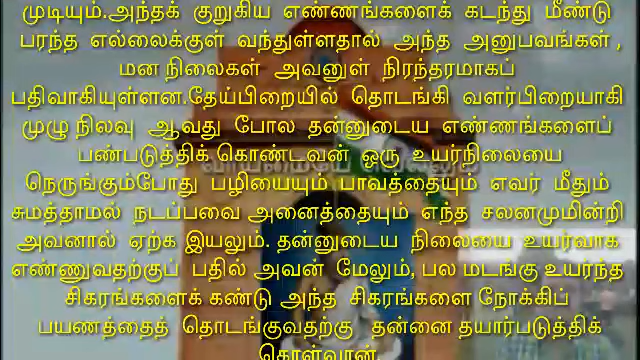 முடியும்.அந்தக் குறுகிய எண்ணங்களைக் கடந்து மீண்டு
பரந்த எல்லைக்குள் வந்துள்ளதால் அந்த அனுபவங்கள் ,
மன நிலைகள் அவனுள் நிரந்தரமாகப்
பதிவாகியுள்ளன.தேய்பிறையில் தொடங்கி வளர்பிறையாகி
முழு நிலவு ஆவது போல தன்னுடைய எண்ணங்களைப்
பண்படுத்திக் கொண்டவன் ஒரு உயர்நிலையை
நெருங்கும்போது பழியையும் பாவத்தையும் எவர் மீதும்
சுமத்தாமல் நடப்பவை அனைத்தையும் எந்த சலனமுமின்றி
அவனால் ஏற்க இயலும். தன்னுடைய நிலையை உயர்வாக
எண்ணுவதற்குப் பதில் அவன் மேலும், பல மடங்கு உயர்ந்த
சிகரங்களைக் கண்டு அந்த சிகரங்களை நோக்கிப்
பயணத்தைத் தொடங்குவதற்கு தன்னை தயார்படுத்திக்
கொள்வான்.